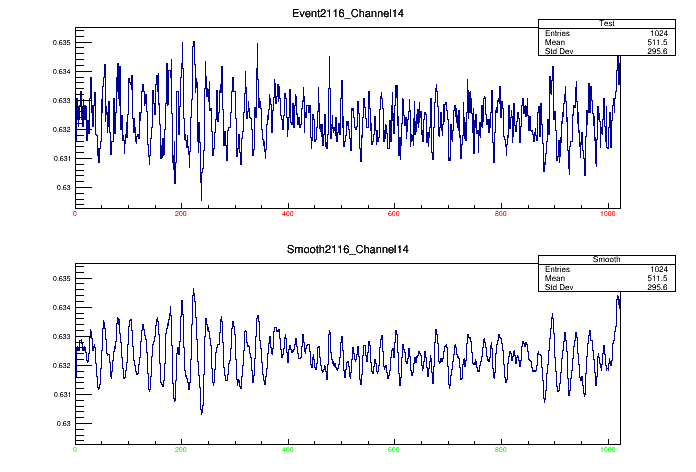 Event2116_Channel14
Test
Entries 1024
Mean 511.5
Std Dev 295.6
0.635
0.634
0.633
0.632
0.631
0.63
0 200 400 600 800 1000
Smooth2116_Channel14
Smooth
Entries 1024
Mean 511.5
Std Dev 295.6
0.635
0.634
0.633
0.632
0.631
0.63
0 200 400 600 800 1000